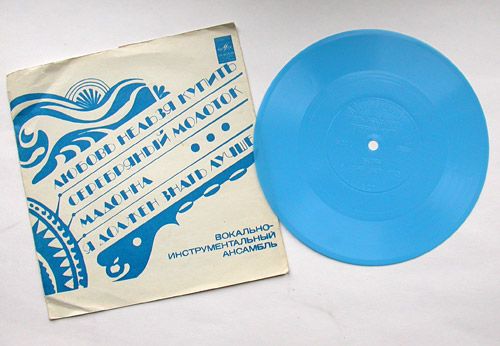 ЛЮБОВЬ НЕЛЬЗЯ КУПИТЬ
СЕРЕБРЯНЫЙ МОЛОТОК
МАДОННА
Я ДОЛЖЕН ЗНАТЬ ЛУЧШЕ
ВОКАЛЬНО-
ИНСТРУМЕНТАЛЬНЫЙ
АНСАМБЛЬ